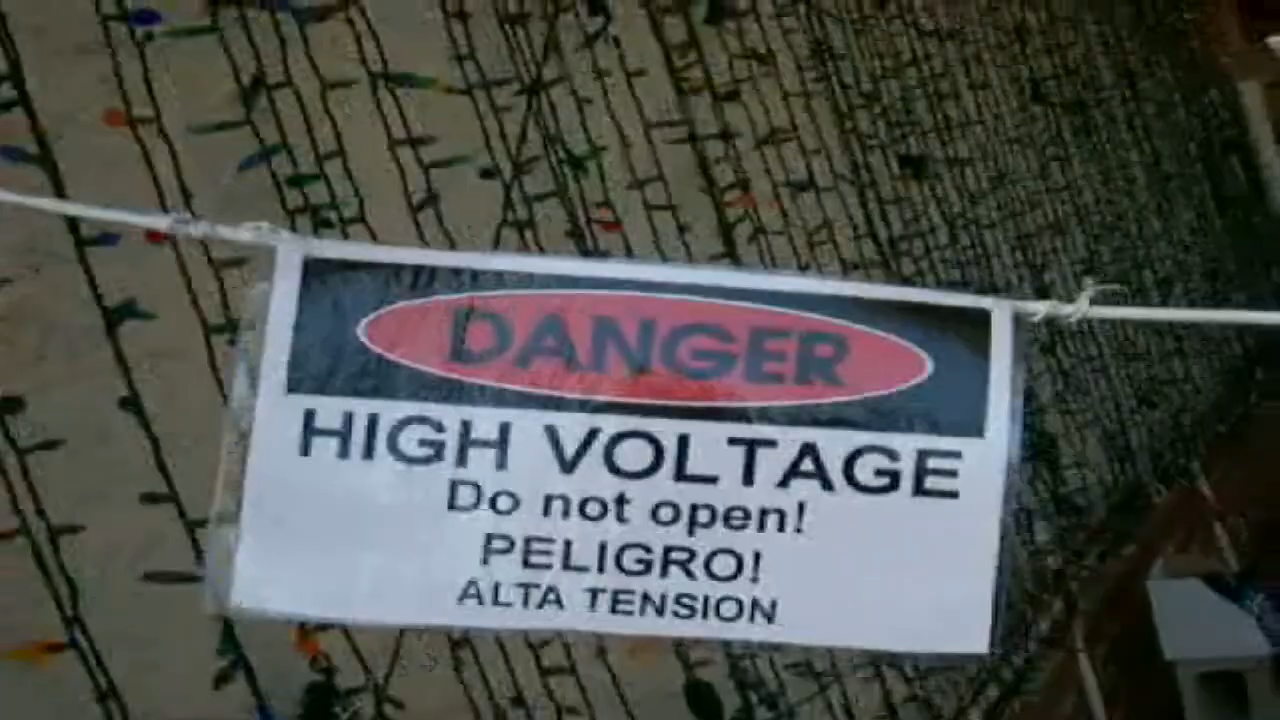 DANGER
HIGH VOLTAGE
Do not open!
PELIGRO!
ALTA TENSION